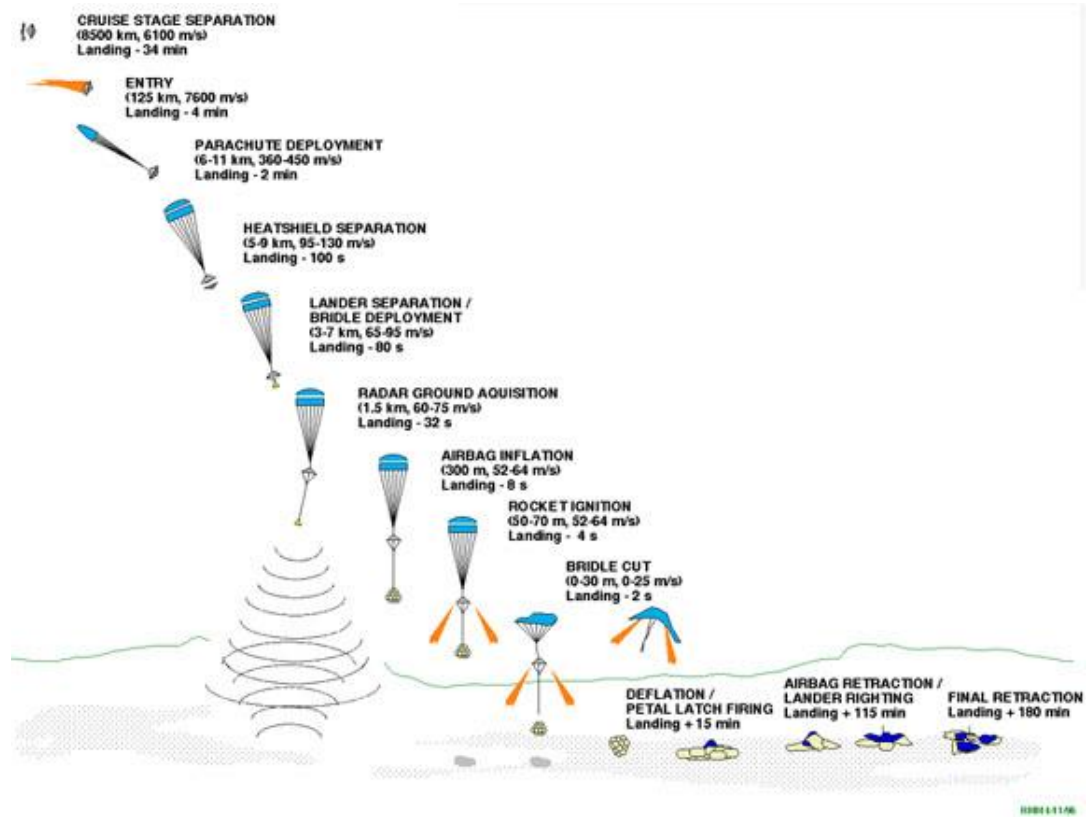 CRUISE STAGE SEPARATION
(8500 km, 6100 m/s)
Landing - 34 min
ENTRY
(125 km, 7600 m/s)
Landing - 4 min
PARACHUTE DEPLOYMENT
(6-11 km, 360-450 m/s)
Landing - 2 min
HEATSHIELD SEPARATION
(5-9 km, 95-130 m/s)
Landing - 100 s
LANDER SEPARATION /
BRIDLE DEPLOYMENT
(3-7 km, 65-95 m/s)
Landing - 80 s
RADAR GROUND AQUISITION
(1.5 km, 60-75 m/s)
Landing - 32 s
AIRBAG INFLATION
(300 m, 52-64 m/s)
Landing - 8 s
ROCKET IGNITION
(50-70 m, 52-64 m/s)
Landing - 4 s
BRIDLE CUT
(0-30 m, 0-25 m/s)
Landing - 2 s
DEFLATION /
PETAL LATCH FIRING
Landing + 15 min
AIRBAG RETRACTION /
LANDER RIGHTING
Landing + 115 min
FINAL RETRACTION
Landing + 180 min